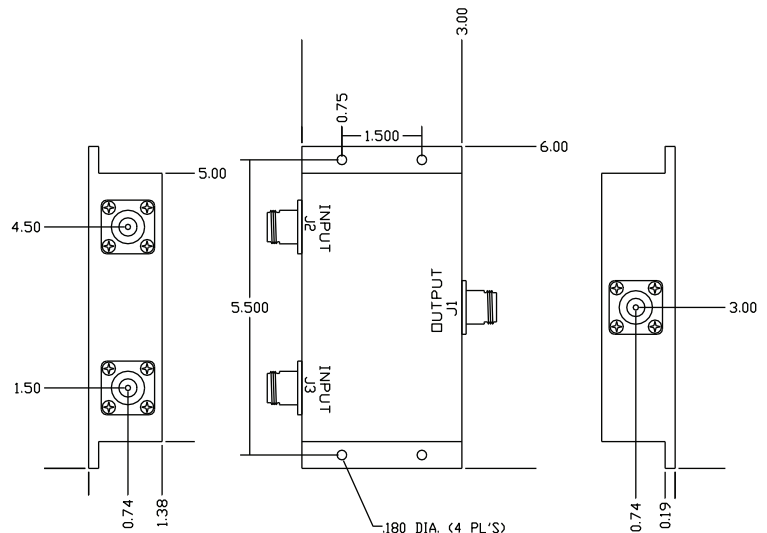 3.00
0.75
1.500
6.00
5.00
4.50
INPUT
J2
OUTPUT
J1
5.500
3.00
1.50
INPUT
J3
0.74
1.38
0.74
0.19
.180 DIA. (4 PL'S)